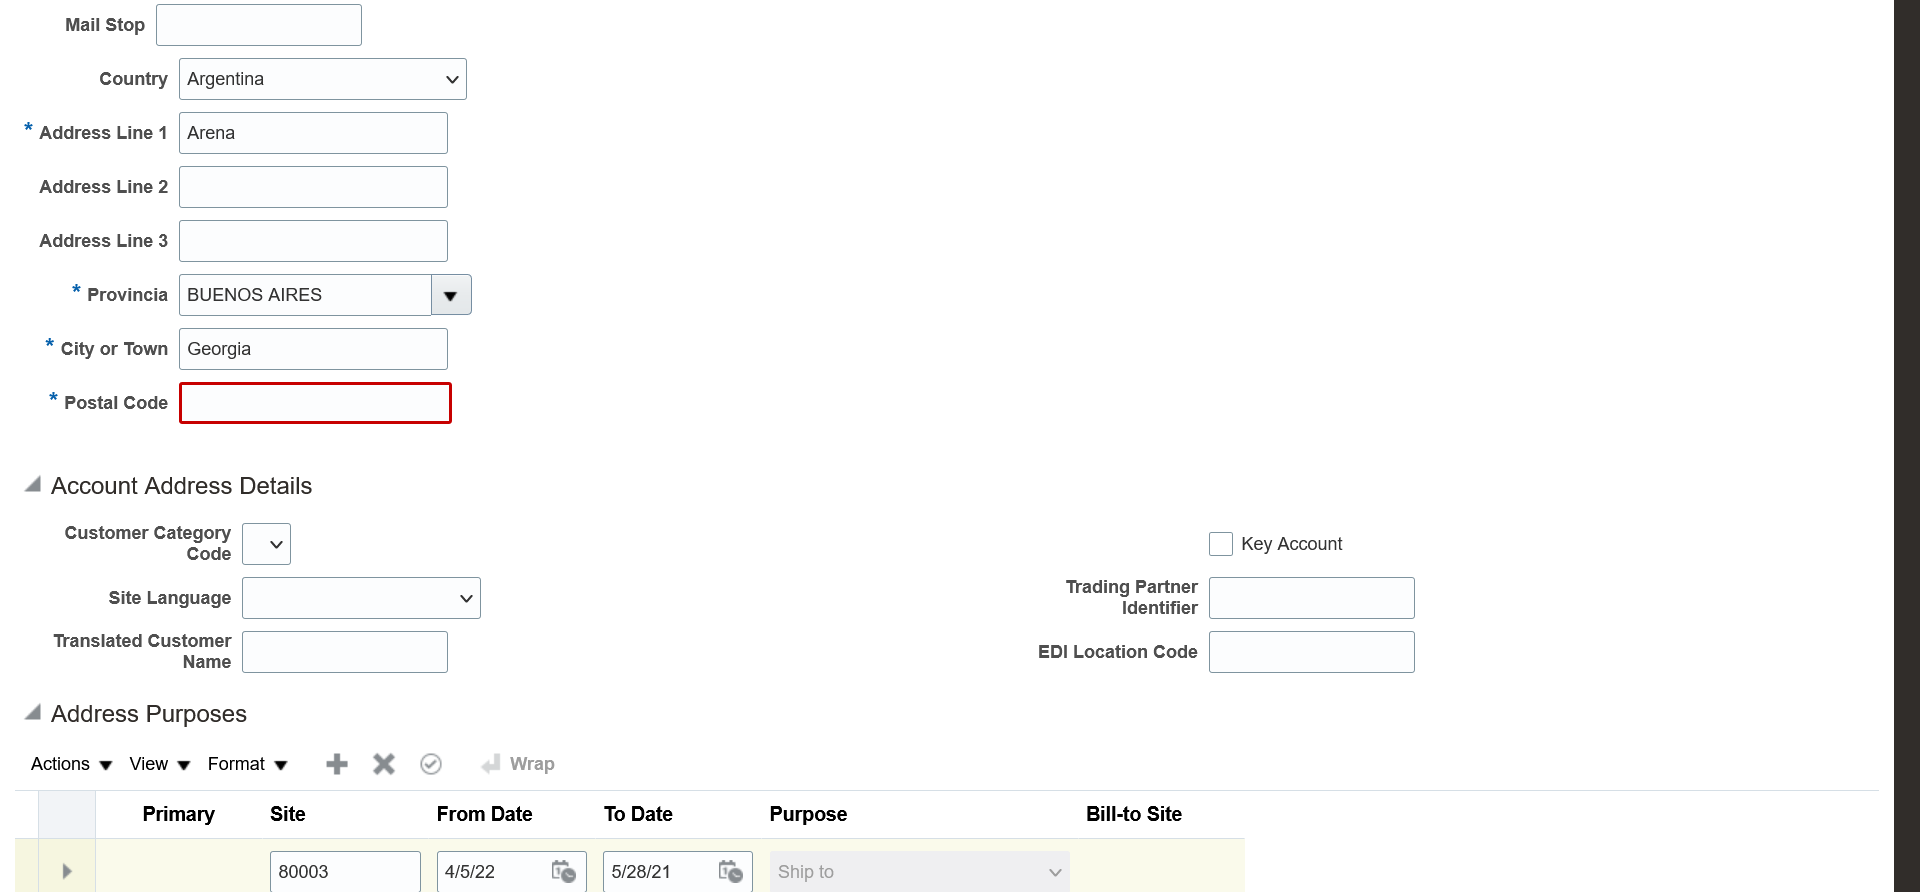 Mail Stop
Country Argentina
* Address Line 1 Arena
Address Line 2
Address Line 3
* Provincia BUENOS AIRES
* City or Town Georgia
* Postal Code
Account Address Details
Customer Category
Code
Key Account
Site Language
Trading Partner
Identifier
Translated Customer
Name
EDI Location Code
Address Purposes
Actions View Format Wrap
Primary Site From Date To Date Purpose Bill-to Site
80003 4/5/22 5/28/21 Ship to